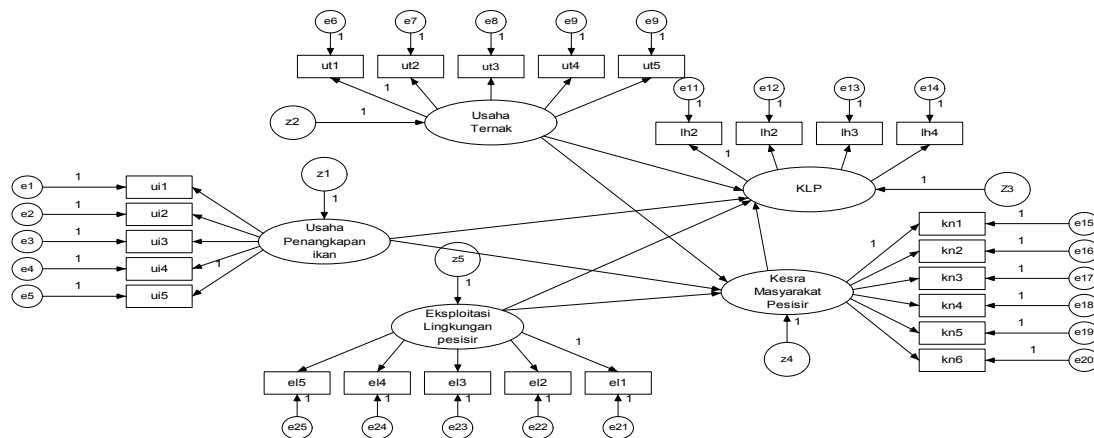 e6
e7
e8
e9
e9
1
1
1
1
1
ut1
ut2
ut3
ut4
ut5
1
z2
1
Usaha
Ternak
e11
e12
e13
e14
1
1
1
1
lh2
lh2
lh3
lh4
1
KLP
1
Z3
e1
1
ui1
e2
1
ui2
e3
1
ui3
e4
1
ui4
e5
1
ui5
1
z1
1
Usaha
Penangkapan
ikan
z5
1
Eksploitasi
Lingkungan
pesisir
1
Kesra
Masyarakat
Pesisir
1
z4
1
kn1
1
e15
kn2
1
e16
kn3
1
e17
kn4
1
e18
kn5
1
e19
kn6
1
e20
el5
el4
el3
el2
el1
1
1
1
1
1
e25
e24
e23
e22
e21